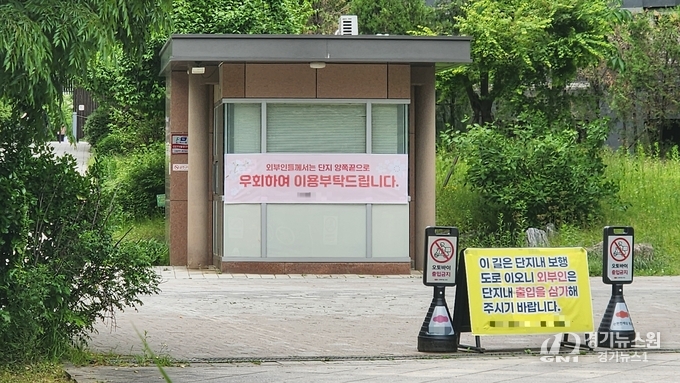 외부인들께서는 단지 양쪽끝으로
우회하여 이용부탁드립니다.
오토바이
출입금지
이 길은 단지내 보행
도로 이오니 외부인은
단지내 출입을 삼가해
주시기 바랍니다.
오토바이
출입금지
경기뉴스원
GN1
경기뉴스1